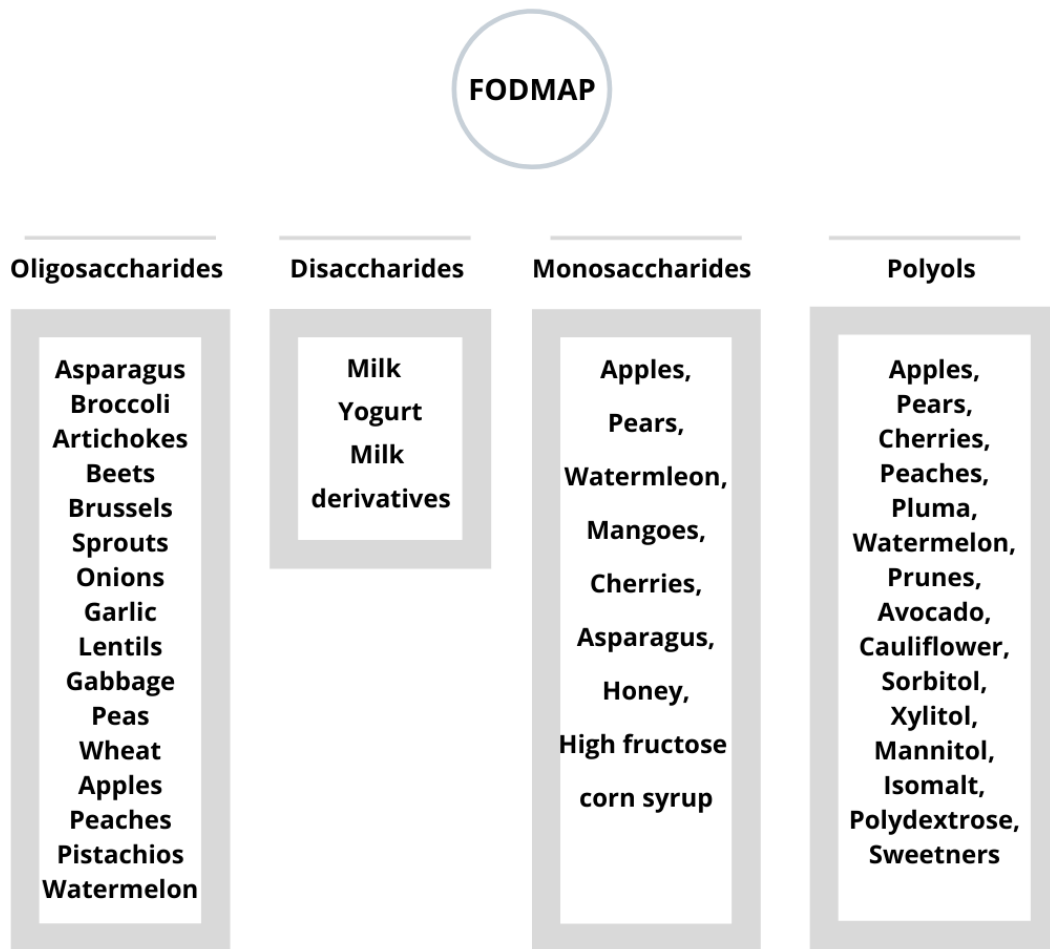 FODMAP
Oligosaccharides
Asparagus
Broccoli
Artichokes
Beets
Brussels
Sprouts
Onions
Garlic
Lentils
Gabbage
Peas
Wheat
Apples
Peaches
Pistachios
Watermelon
Disaccharides
Milk
Yogurt
Milk
derivatives
Monosaccharides
Apples,
Pears,
Watermleon,
Mangoes,
Cherries,
Asparagus,
Honey,
High fructose
corn syrup
Polyols
Apples,
Pears,
Cherries,
Peaches,
Pluma,
Watermelon,
Prunes,
Avocado,
Cauliflower,
Sorbitol,
Xylitol,
Mannitol,
Isomalt,
Polydextrose,
Sweetners